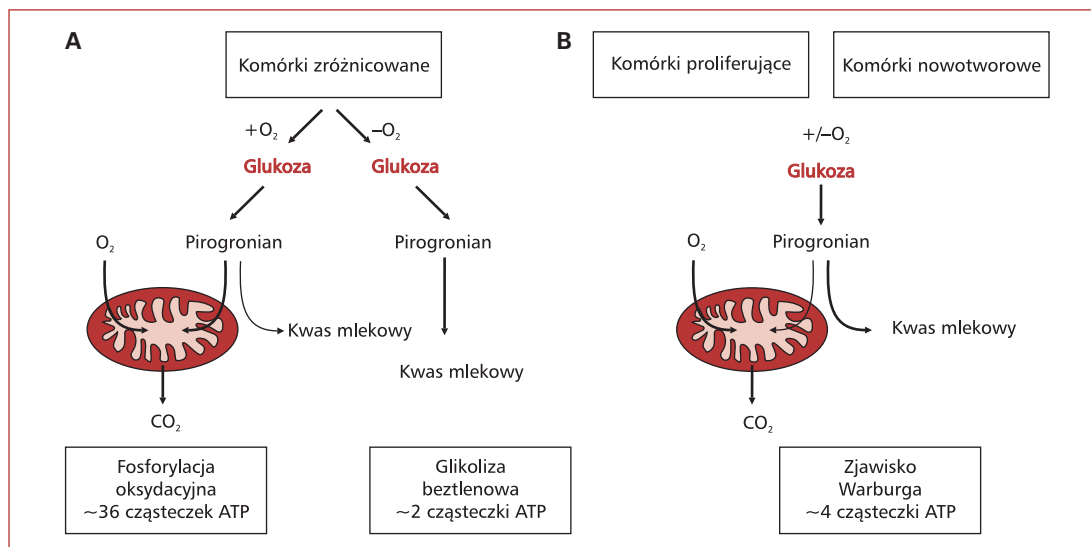 A
Komórki zróżnicowane
+O₂
–O₂
Glukoza
Glukoza
O₂
Pirogronian
Pirogronian
Kwas mlekowy
Kwas mlekowy
CO₂
Fosforylacja
oksydacyjna
~36 cząsteczek ATP
Glikoliza
beztlenowa
~2 cząsteczki ATP
B
Komórki proliferujące
Komórki nowotworowe
+/–O₂
Glukoza
O₂
Pirogronian
Kwas mlekowy
CO₂
Zjawisko
Warburga
~4 cząsteczki ATP